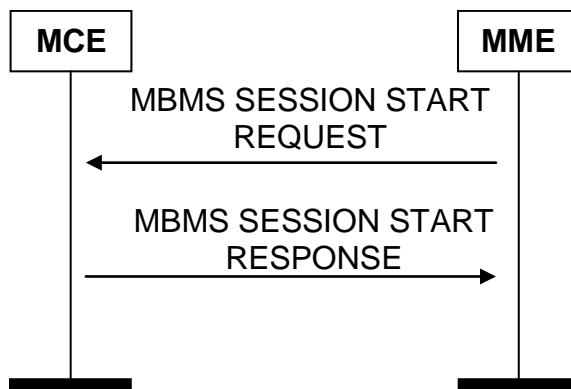 MCE
MME
MBMS SESSION START
REQUEST
MBMS SESSION START
RESPONSE